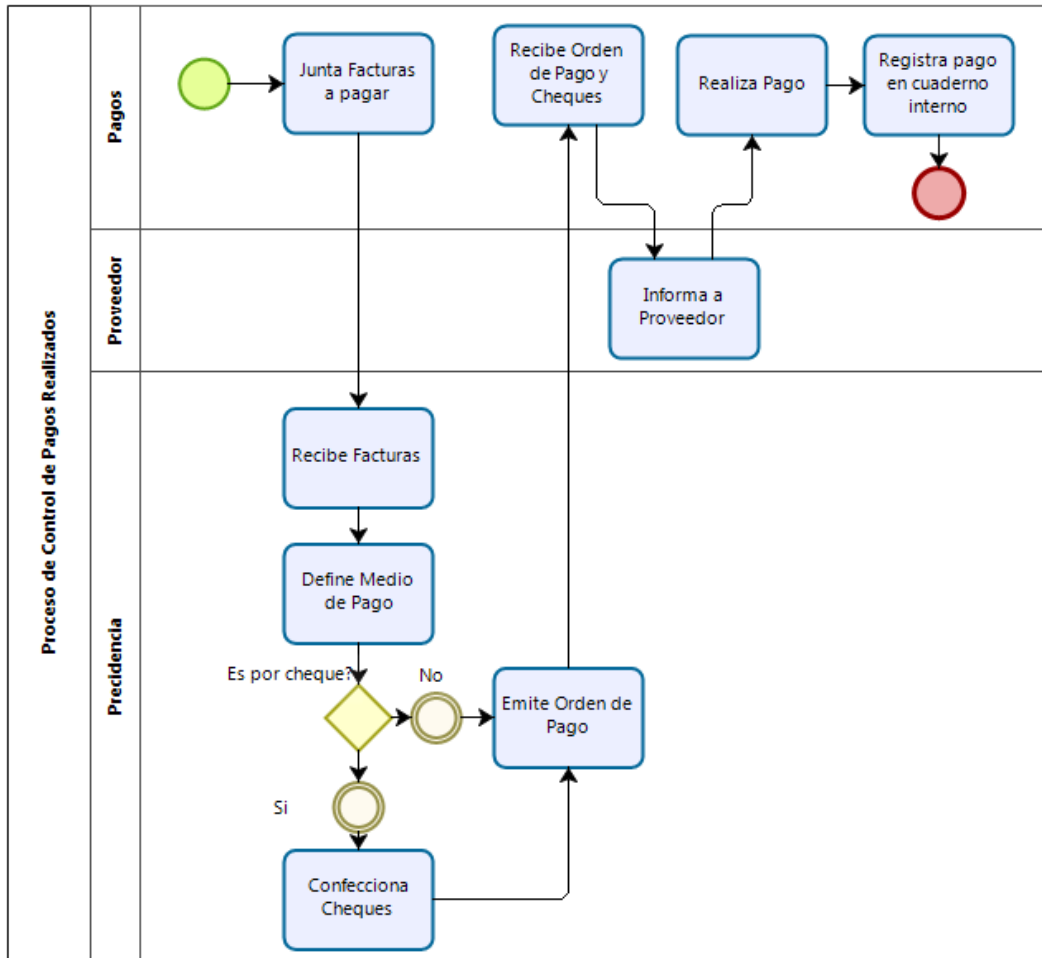 Proceso de Control de Pagos Realizados
Pagos
Junta Facturas
a pagar
Recibe Orden
de Pago y
Cheques
Realiza Pago
Registra pago
en cuaderno
interno
Proveedor
Informa a
Proveedor
Precidencia
Recibe Facturas
Define Medio
de Pago
Es por cheque?
No
Emite Orden de
Pago
Si
Confecciona
Cheques